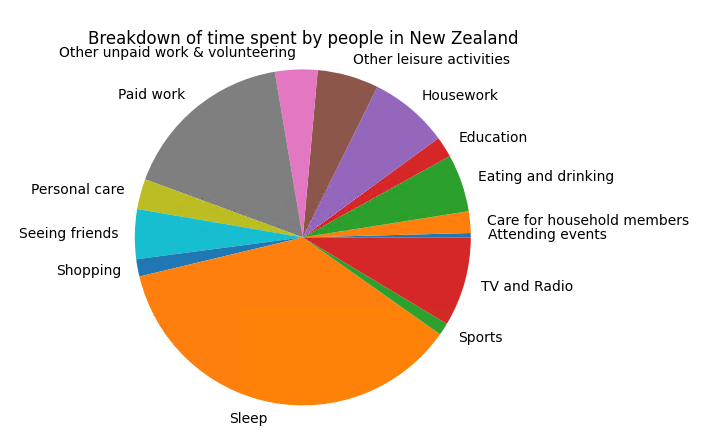 Breakdown of time spent by people in New Zealand
Other unpaid work & volunteering
Other leisure activities
Paid work
Housework
Education
Eating and drinking
Personal care
Care for household members
Seeing friends
Attending events
Shopping
TV and Radio
Sports
Sleep